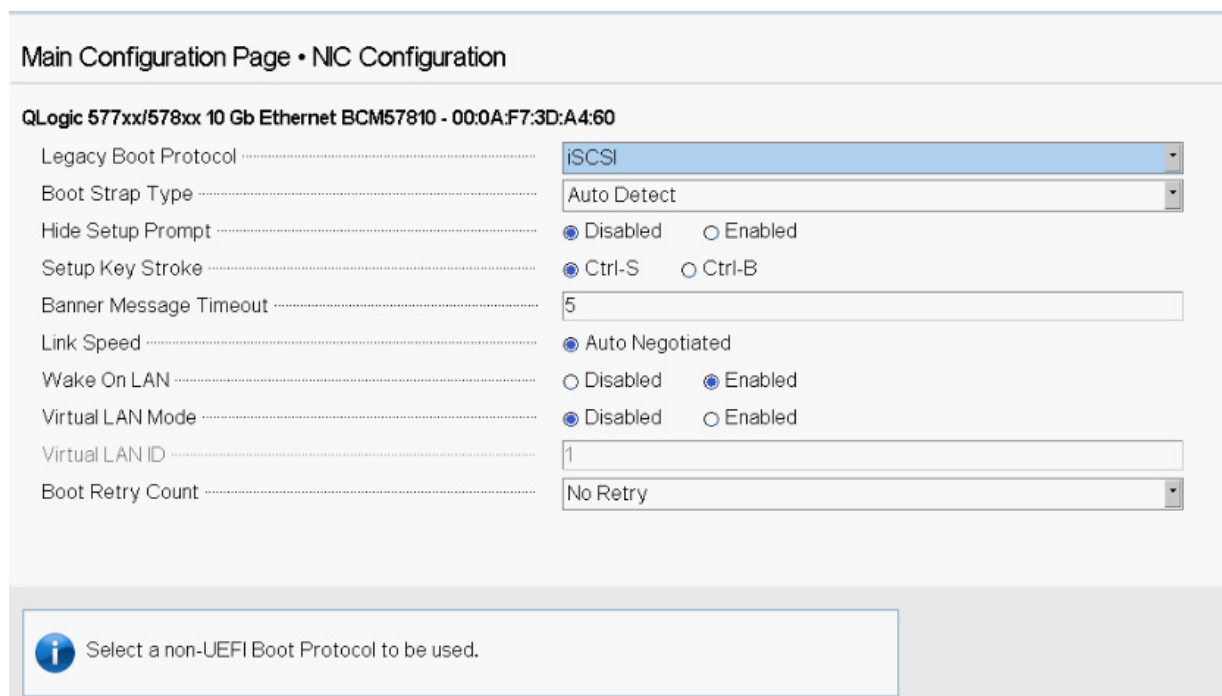 Main Configuration Page • NIC Configuration
QLogic 577xx/578xx 10 Gb Ethernet BCM57810 - 00:0A:F7:3D:A4:60
Legacy Boot Protocol iSCSI
Boot Strap Type Auto Detect
Hide Setup Prompt Disabled Enabled
Setup Key Stroke Ctrl-S Ctrl-B
Banner Message Timeout 5
Link Speed Auto Negotiated
Wake On LAN Disabled Enabled
Virtual LAN Mode Disabled Enabled
Virtual LAN ID 1
Boot Retry Count No Retry
Select a non-UEFI Boot Protocol to be used.